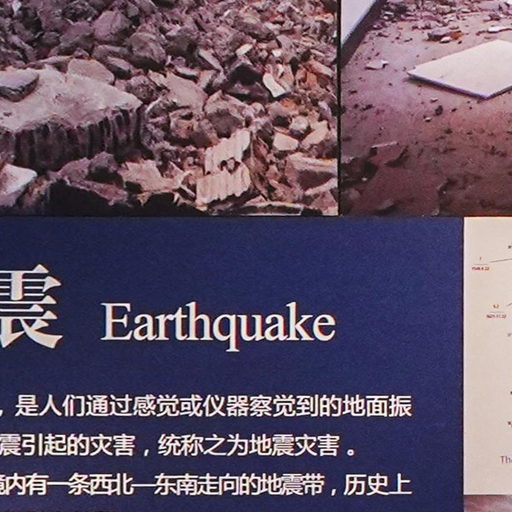 震 Earthquake
，是人们通过感觉或仪器察觉到的地面振
震引起的灾害，统称之为地震灾害。
境内有一条西北—东南走向的地震带，历史上
Th